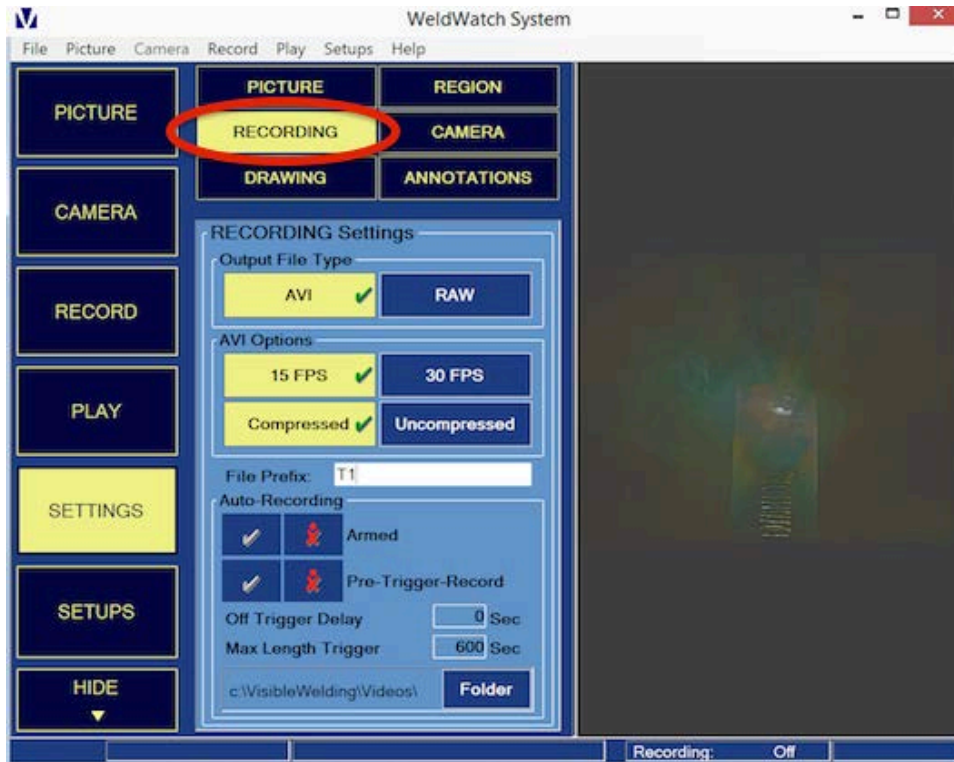 WeldWatch System
File Picture Camera Record Play Setups Help
PICTURE
CAMERA
RECORD
PLAY
SETTINGS
SETUPS
HIDE
PICTURE REGION
RECORDING CAMERA
DRAWING ANNOTATIONS
RECORDING Settings
Output File Type
AVI RAW
AVI Options
15 FPS 30 FPS
Compressed Uncompressed
File Prefix: T1
Auto-Recording
Armed
Pre-Trigger-Record
Off Trigger Delay 0 Sec
Max Length Trigger 600 Sec
c:\VisibleWelding\Videos\ Folder
Recording: Off